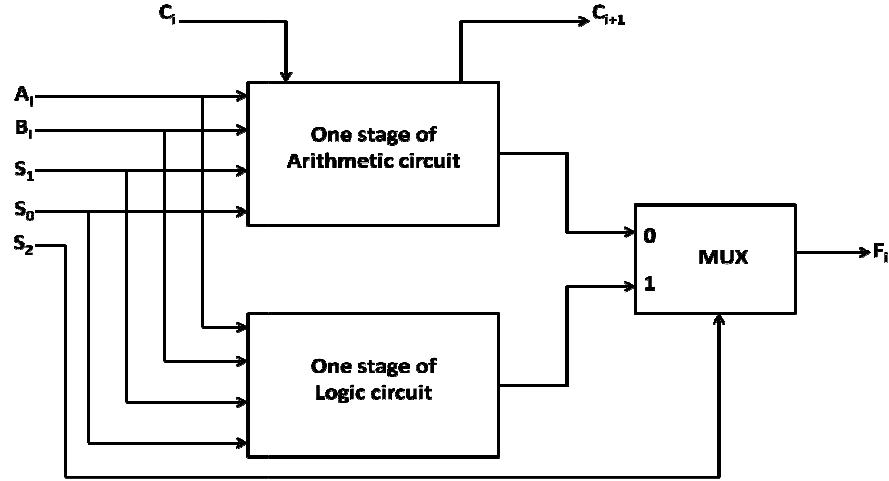 Ci
Ci+1
Ai
Bi
S1
S0
S2
One stage of
Arithmetic circuit
0
MUX
1
Fi
One stage of
Logic circuit